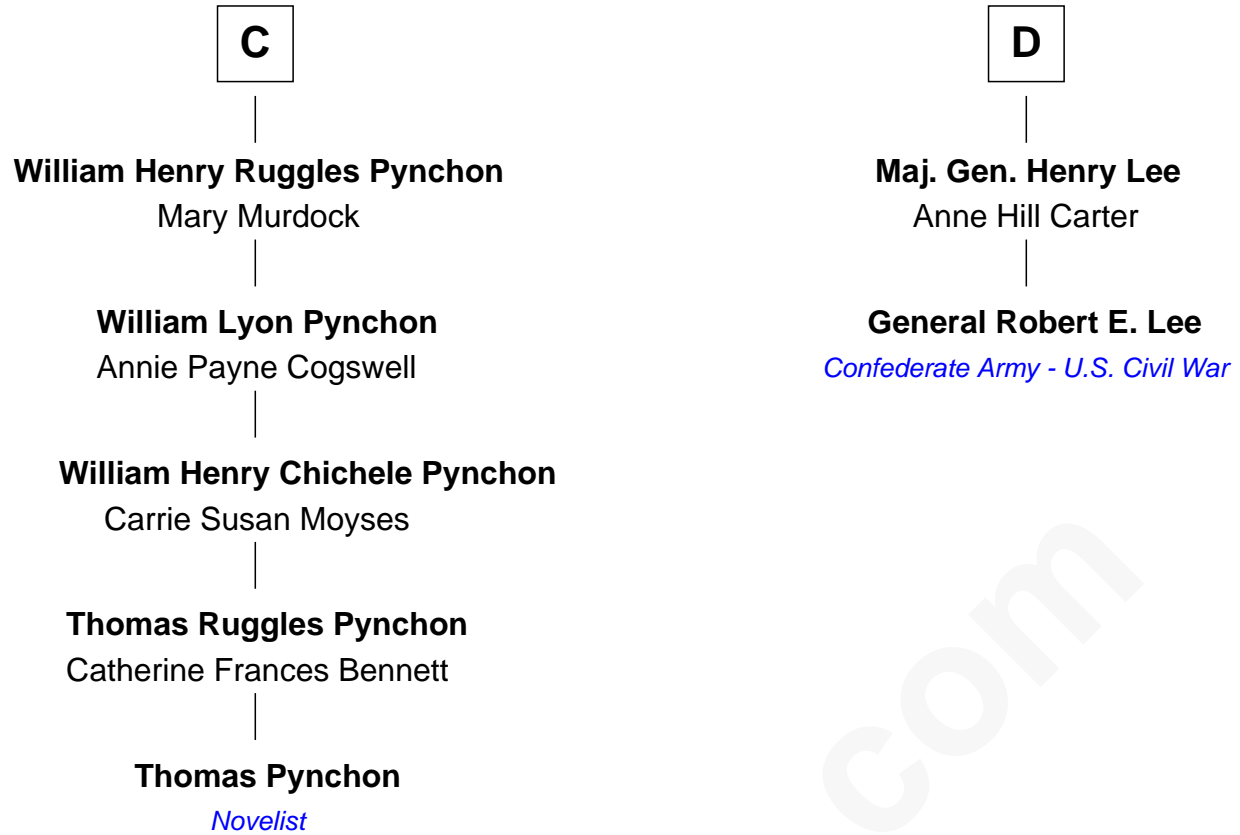 C
William Henry Ruggles Pynchon
Mary Murdock
William Lyon Pynchon
Annie Payne Cogswell
William Henry Chichele Pynchon
Carrie Susan Moyses
Thomas Ruggles Pynchon
Catherine Frances Bennett
Thomas Pynchon
Novelist
D
Maj. Gen. Henry Lee
Anne Hill Carter
General Robert E. Lee
Confederate Army - U.S. Civil War
com